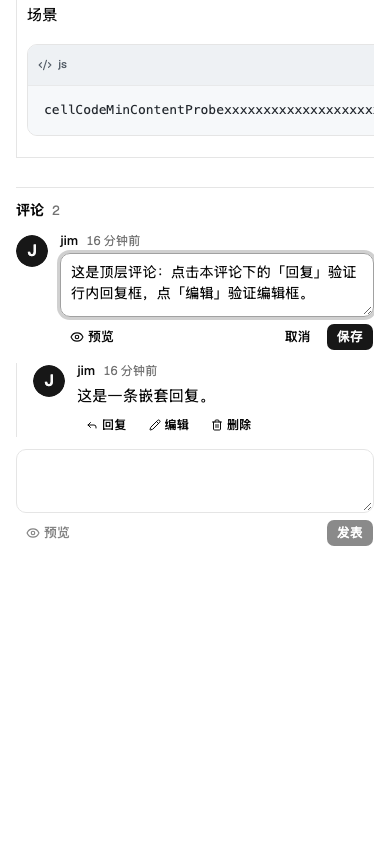 场景
js
cellCodeMinContentProbexxxxxxxxxxxxxxxxxxx
评论 2
J
jim 16 分钟前
这是顶层评论：点击本评论下的「回复」验证
行内回复框，点「编辑」验证编辑框。
预览 取消 保存
J
jim 16 分钟前
这是一条嵌套回复。
回复 编辑 删除
预览 发表